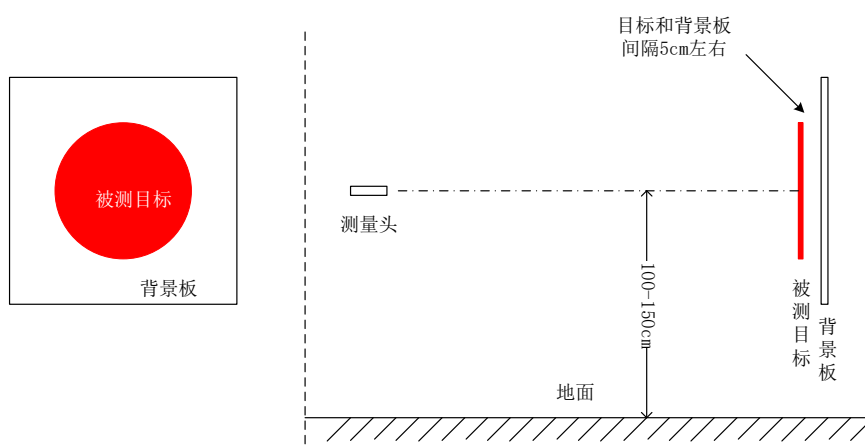 目标和背景板
间隔5cm左右
被测目标
背景板
测量头
100-150cm
被测目标
背景板
地面